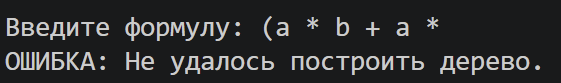 Введите формулу: (a * b + a *
ОШИБКА: Не удалось построить дерево.